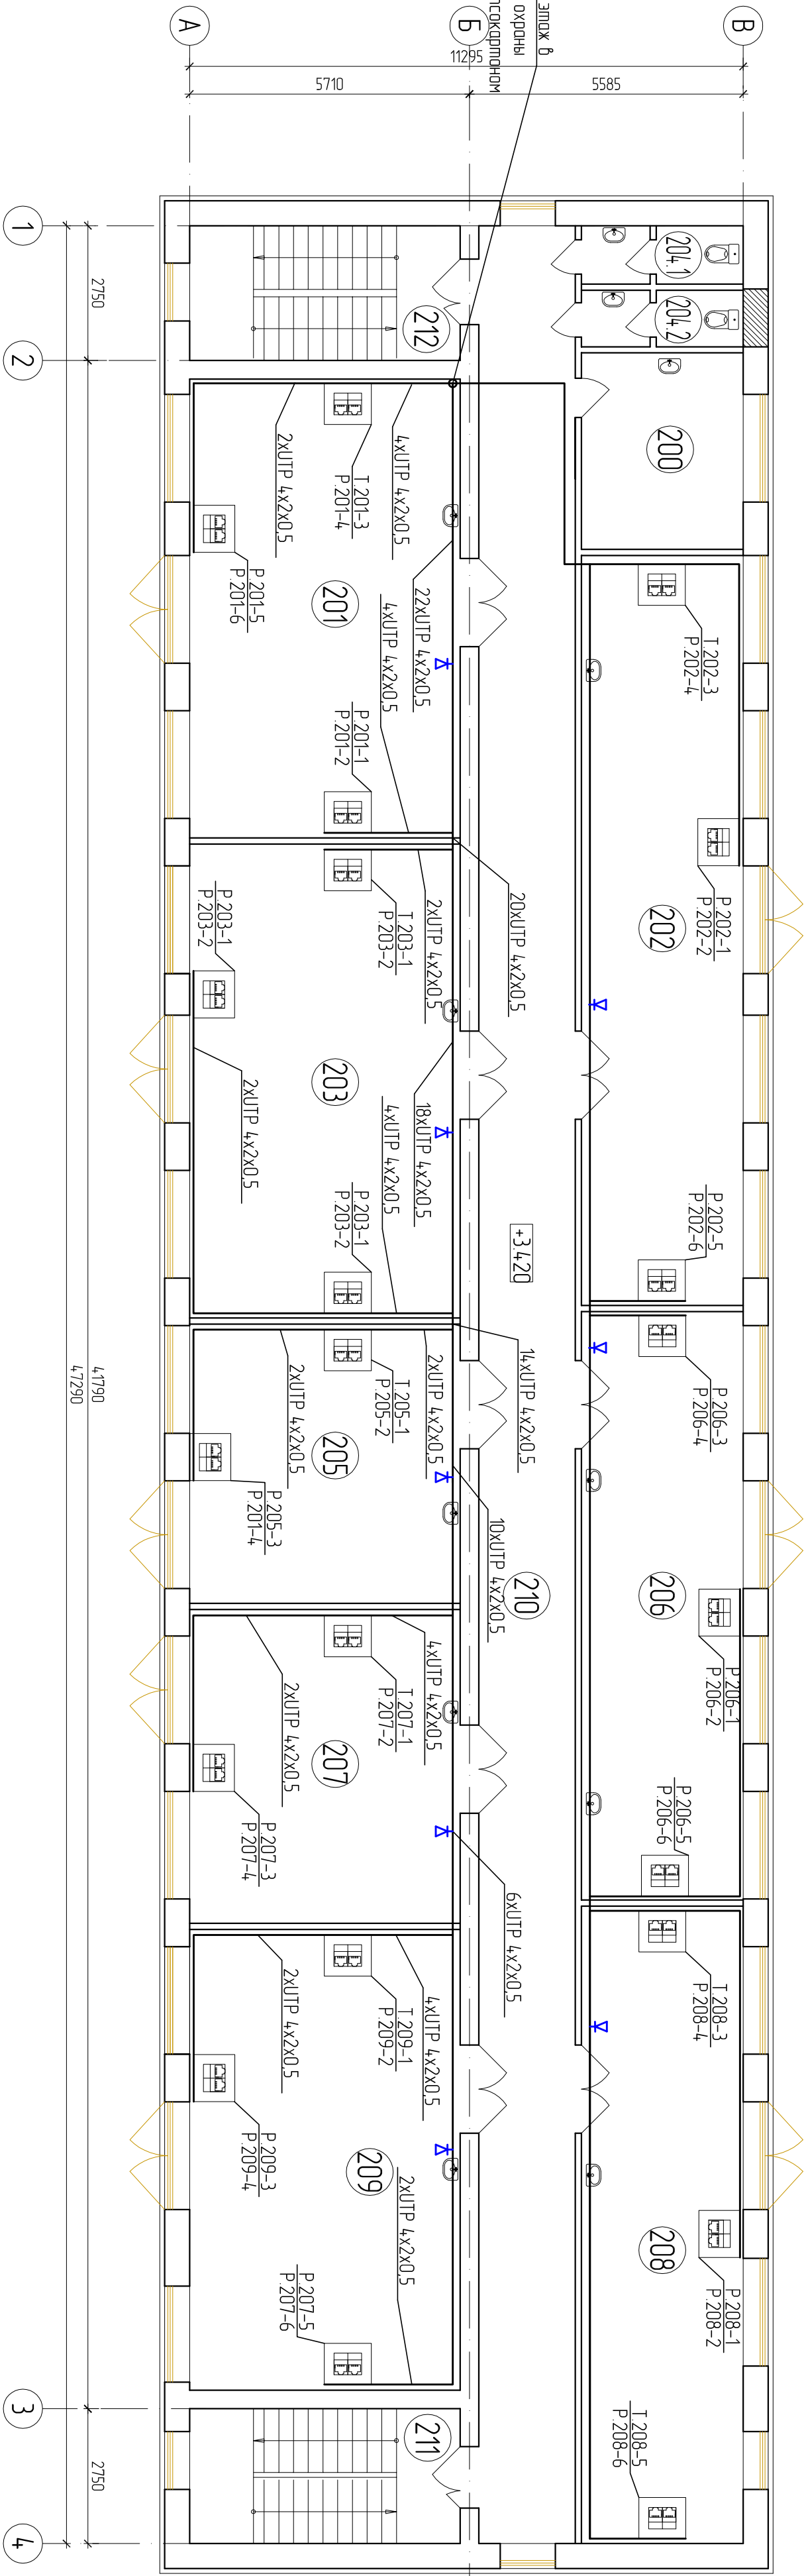 А
Б
В
11295
5710
5585
этаж в
охраны
псокартоном
1
2
3
4
2750
41790
47290
2750
204.1
204.2
200
212
201
4xUTP 4x2x0,5
2xUTP 4x2x0,5
Т.201-3
Р.201-4
Р.201-5
Р.201-6
22xUTP 4x2x0,5
4xUTP 4x2x0,5
Р.201-1
Р.201-2
20xUTP 4x2x0,5
202
Т.202-3
Р.202-4
Р.202-1
Р.202-2
Р.202-5
Р.202-6
203
2xUTP 4x2x0,5
Т.203-1
Р.203-2
Р.203-1
Р.203-2
2xUTP 4x2x0,5
18xUTP 4x2x0,5
4xUTP 4x2x0,5
Р.203-1
Р.203-2
+3.420
14xUTP 4x2x0,5
205
2xUTP 4x2x0,5
2xUTP 4x2x0,5
Т.205-1
Р.205-2
Р.205-3
Р.201-4
10xUTP 4x2x0,5
210
206
Р.206-3
Р.206-4
Р.206-1
Р.206-2
Р.206-5
Р.206-6
207
4xUTP 4x2x0,5
Т.207-1
Р.207-2
2xUTP 4x2x0,5
Р.207-3
Р.207-4
6xUTP 4x2x0,5
208
Т.208-3
Р.208-4
Р.208-1
Р.208-2
Т.208-5
Р.208-6
209
4xUTP 4x2x0,5
Т.209-1
Р.209-2
2xUTP 4x2x0,5
Р.209-3
Р.209-4
2xUTP 4x2x0,5
Р.207-5
Р.207-6
211